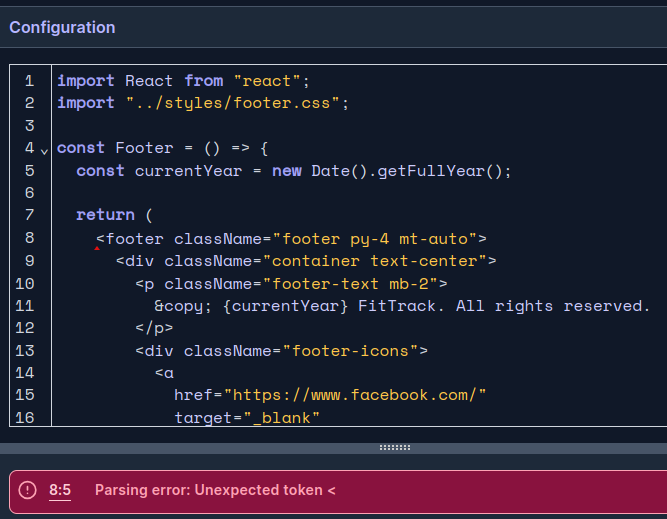 Configuration
1 import React from "react";
2 import "../styles/footer.css";
3
4 const Footer = () => {
5 const currentYear = new Date().getFullYear();
6
7 return (
8 <footer className="footer py-4 mt-auto">
9 <div className="container text-center">
10 <p className="footer-text mb-2">
11 &copy; {currentYear} FitTrack. All rights reserved.
12 </p>
13 <div className="footer-icons">
14 <a
15 href="https://www.facebook.com/"
16 target="_blank"
8:5 Parsing error: Unexpected token <